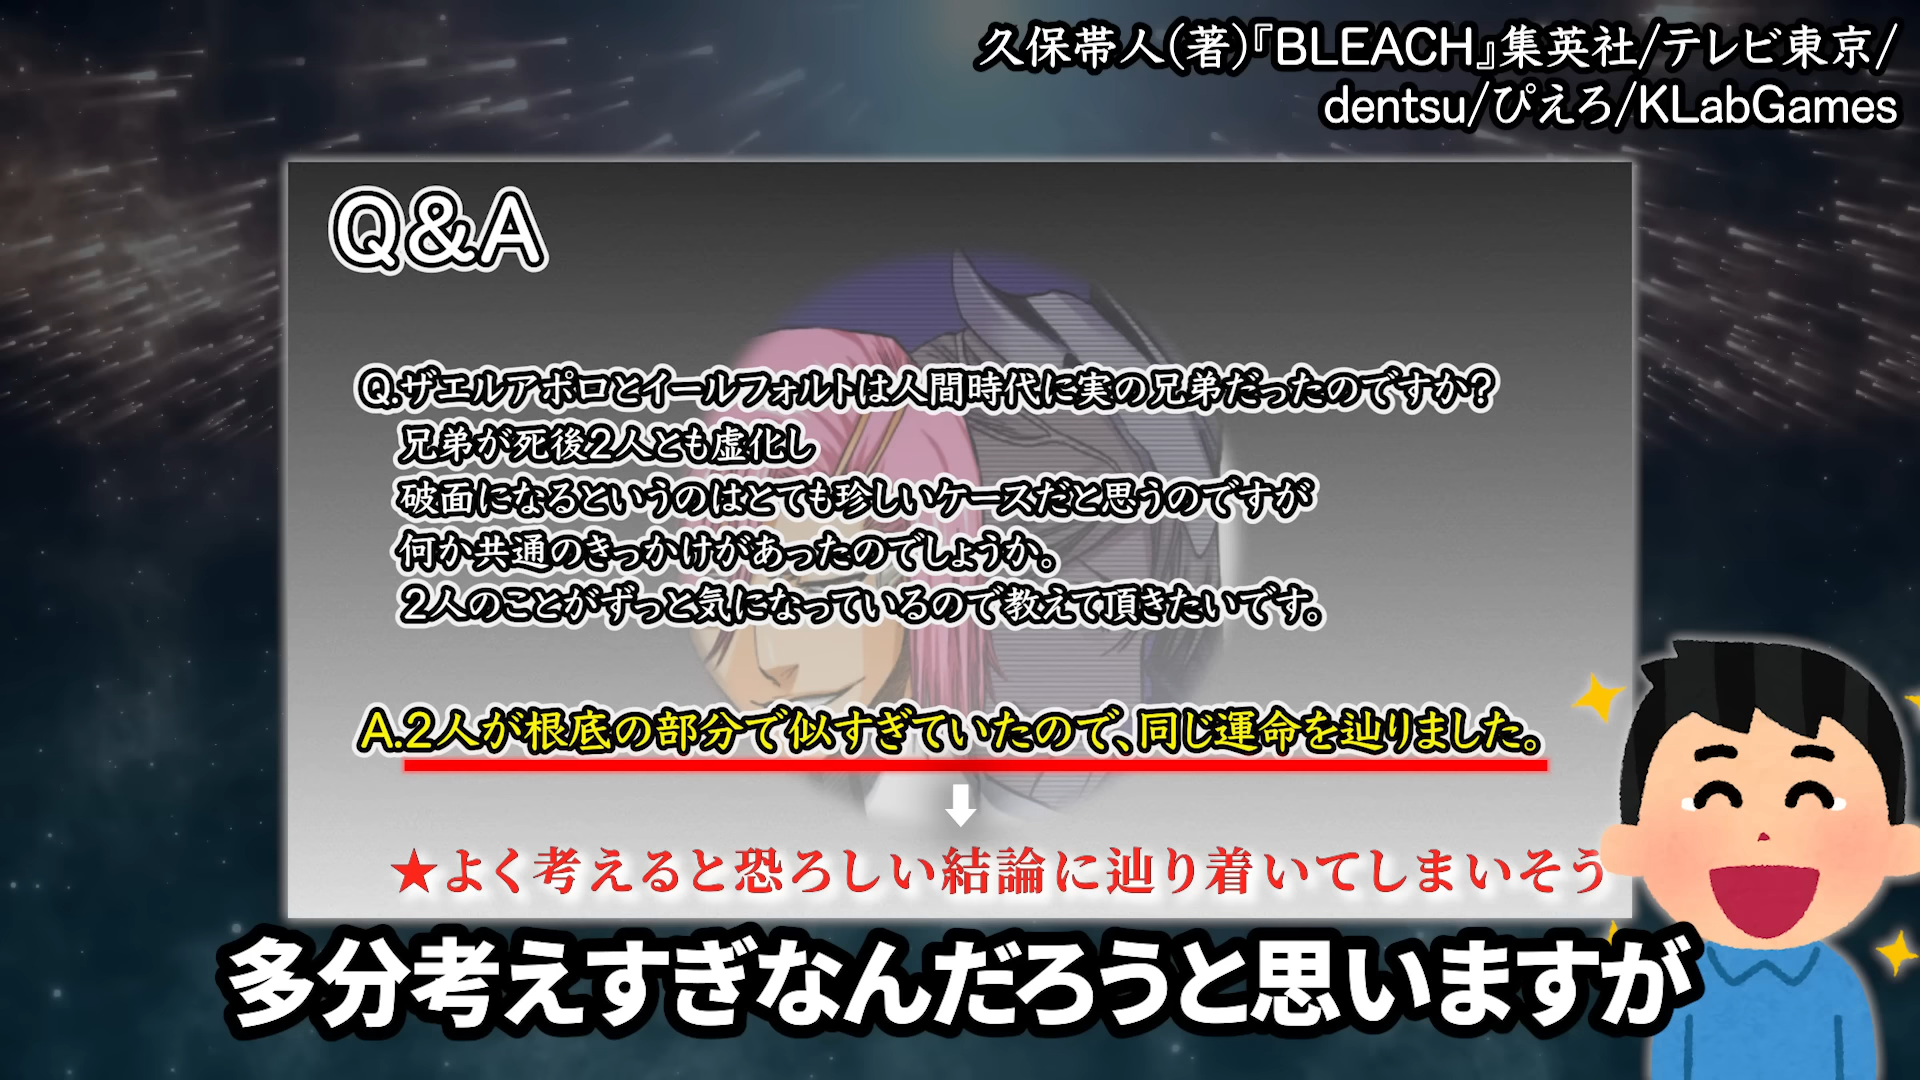 久保帯人(著)『BLEACH』集英社/テレビ東京/
dentsu/ぴえろ/KLabGames
Q&A
Q.ザエルアポロとイールフォルトは人間時代に実の兄弟だったのですか?
兄弟が死後2人とも虚化し
破面になるというのはとても珍しいケースだと思うのですが
何か共通のきっかけがあったのでしょうか。
2人のことがずっと気になっているので教えて頂きたいです。
A.2人が根底の部分で似すぎていたので、同じ運命を辿りました。
★よく考えると恐ろしい結論に辿り着いてしまいそう
多分考えすぎなんだろうと思いますが